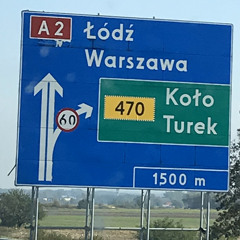 A2 Łódź
Warszawa
60
470 Koło
Turek
1500 m